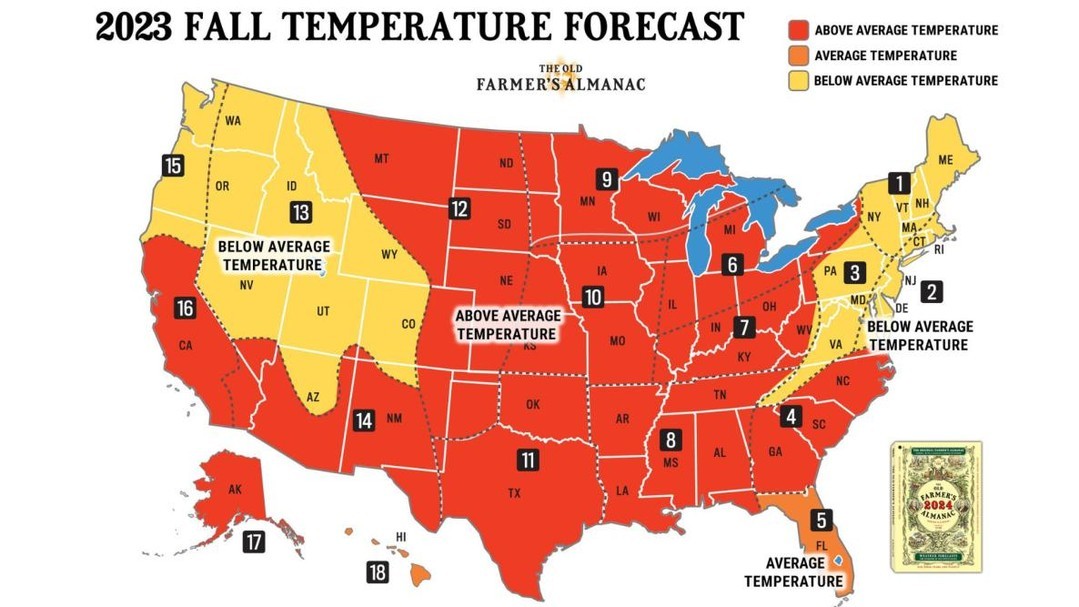 2023 FALL TEMPERATURE FORECAST
ABOVE AVERAGE TEMPERATURE
AVERAGE TEMPERATURE
BELOW AVERAGE TEMPERATURE
THE OLD
FARMER'S ALMANAC
WA
MT
ND
ME
15
9
1
OR
ID
MN
VT
NH
13
12
WI
NY
MA
SD
MI
CT
RI
BELOW AVERAGE
TEMPERATURE
WY
6
PA
3
NV
NE
IA
NJ
2
10
MD
DE
16
UT
CO
ABOVE AVERAGE
TEMPERATURE
IL
IN
OH
7
WV
VA
BELOW AVERAGE
TEMPERATURE
CA
KS
MO
KY
17
AZ
14
NM
OK
AR
TN
NC
4
SC
8
MS
AL
GA
11
TX
LA
AK
HI
18
5
FL
AVERAGE
TEMPERATURE
THE
OLD
FARMER'S
2024
ALMANAC